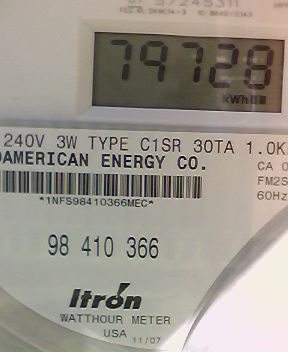 79728
kWh
240V 3W TYPE C1SR 30TA 1.0K
AMERICAN ENERGY CO.
CA
FM2S
60Hz
*1NFS98410366MEC*
98 410 366
Itron
WATTHOUR METER
USA 11/07